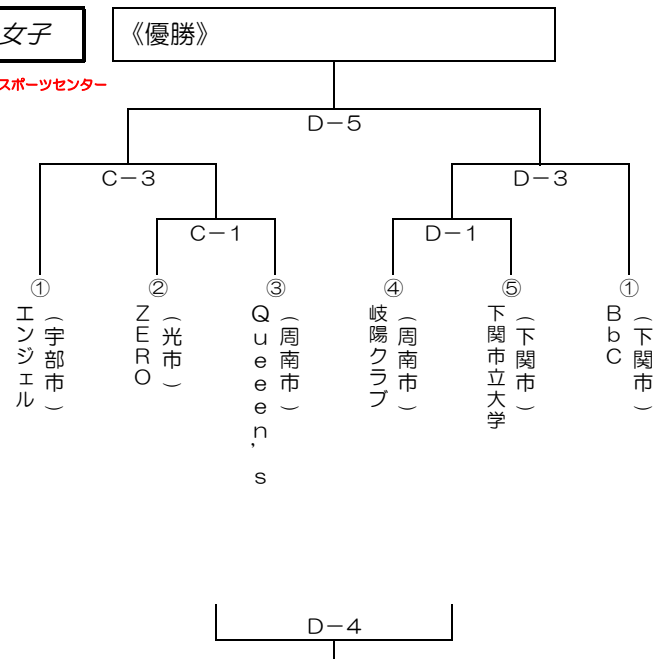 女子
《優勝》
スポーツセンター
D－5
C－3
D－3
C－1
D－1
①
②
③
④
⑤
①
エンジェル
（宇部市）
ZERO
（光市）
Queeen's
（周南市）
岐陽クラブ
（周南市）
下関市立大学
（下関市）
BbC
（下関市）
D－4